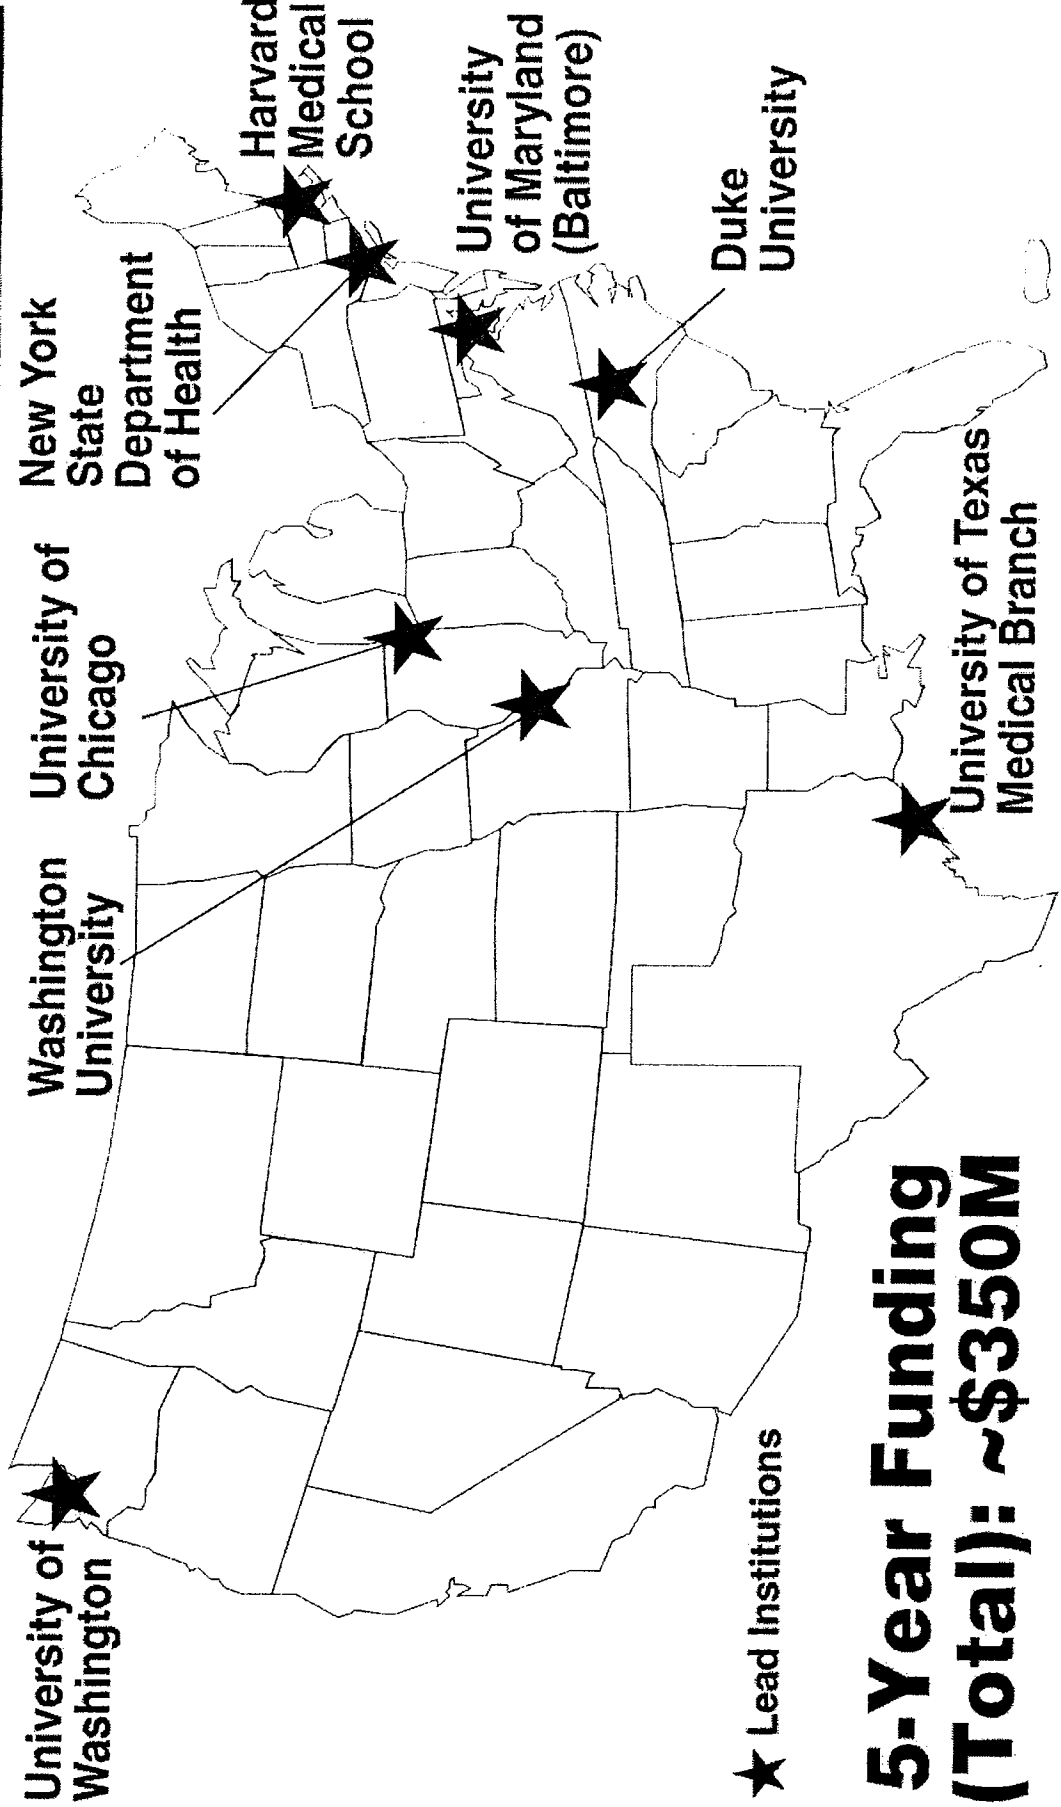 University of
Washington
Washington
University
University of
Chicago
New York
State
Department
of Health
Harvard
Medical
School
University
of Maryland
(Baltimore)
Duke
University
University of Texas
Medical Branch
Lead Institutions
5-Year Funding
(Total): ~$350M